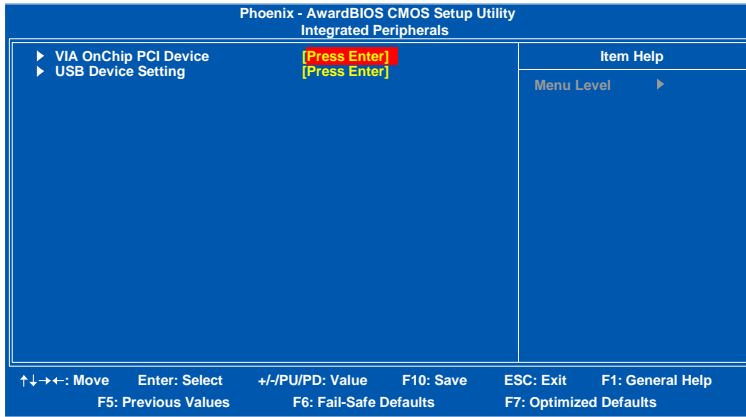 Phoenix - AwardBIOS CMOS Setup Utility
Integrated Peripherals
VIA OnChip PCI Device [Press Enter]
USB Device Setting [Press Enter]
Item Help
Menu Level
↑↓→←: Move Enter: Select +/-/PU/PD: Value F10: Save ESC: Exit F1: General Help
F5: Previous Values F6: Fail-Safe Defaults F7: Optimized Defaults